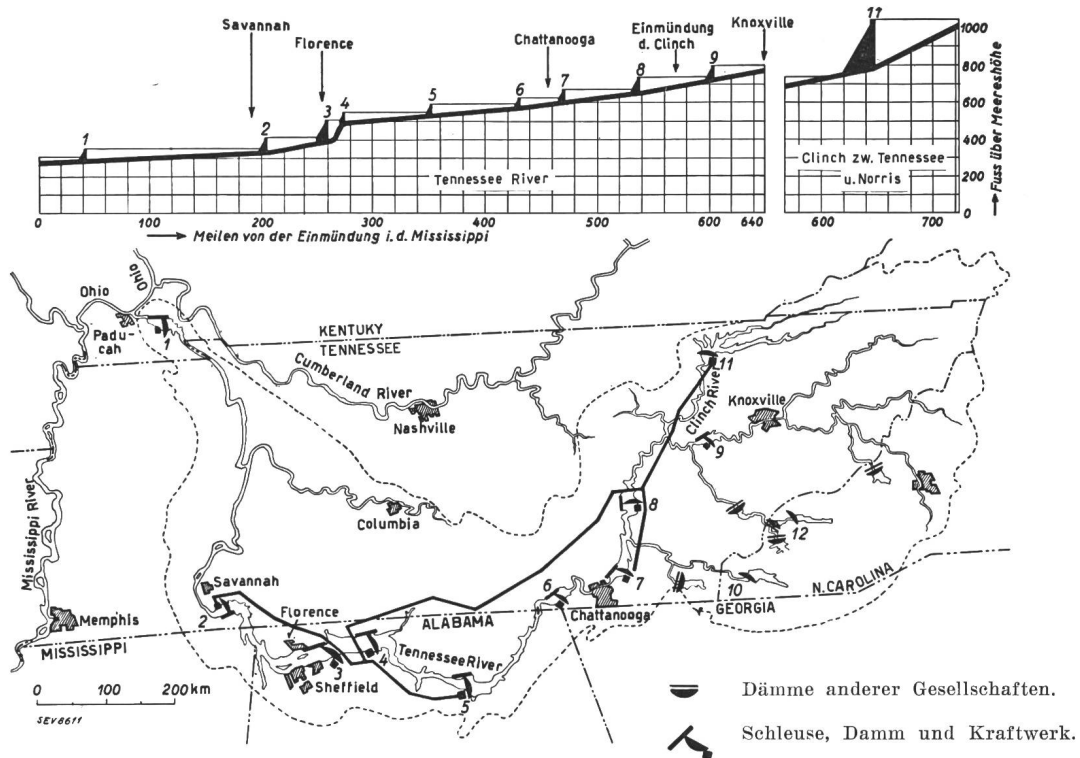 Savannah
Florence
Chattanooga
Einmündung
d. Clinch
Knoxville
1
2
3
4
5
6
7
8
9
11
1000
800
600
400
200
0
Fuss über Meereshöhe
Tennessee River
Clinch zw. Tennessee
u. Norris
0
100
200
300
400
500
600
640
600
700
Meilen von der Einmündung i.d. Mississippi
Ohio
Ohio
Padu-
cah
1
KENTUKY
TENNESSEE
Cumberland River
Nashville
11
Clinch River
Knoxville
9
Mississippi River
Columbia
8
12
Savannah
2
Florence
Memphis
MISSISSIPPI
ALABAMA
6
7
Chattanooga
10
N. CAROLINA
GEORGIA
3
4
Tennessee River
Sheffield
5
0 100 200 km
SEV8611
Dämme anderer Gesellschaften.
Schleuse, Damm und Kraftwerk.